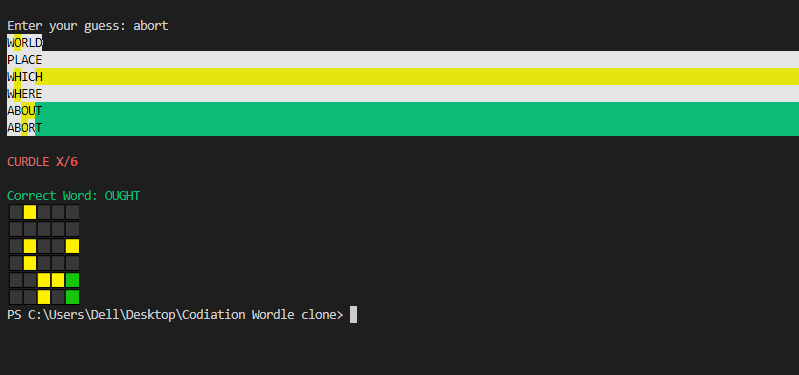 Enter your guess: abort
WORLD
PLACE
WHICH
WHERE
ABOUT
ABORT
CURDLE X/6
Correct Word: OUGHT
PS C:\Users\Dell\Desktop\Codiation Wordle clone>